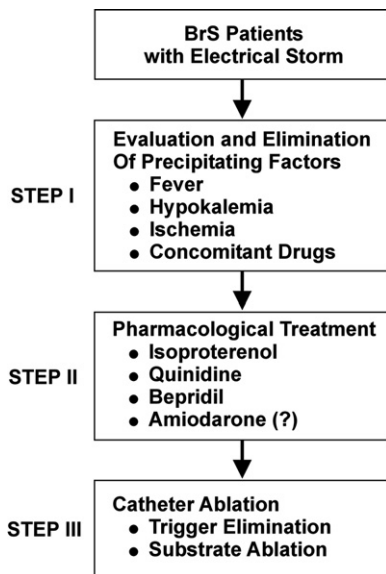 BrS Patients
with Electrical Storm
STEP I
Evaluation and Elimination
Of Precipitating Factors
● Fever
● Hypokalemia
● Ischemia
● Concomitant Drugs
STEP II
Pharmacological Treatment
● Isoproterenol
● Quinidine
● Bepridil
● Amiodarone (?)
STEP III
Catheter Ablation
● Trigger Elimination
● Substrate Ablation